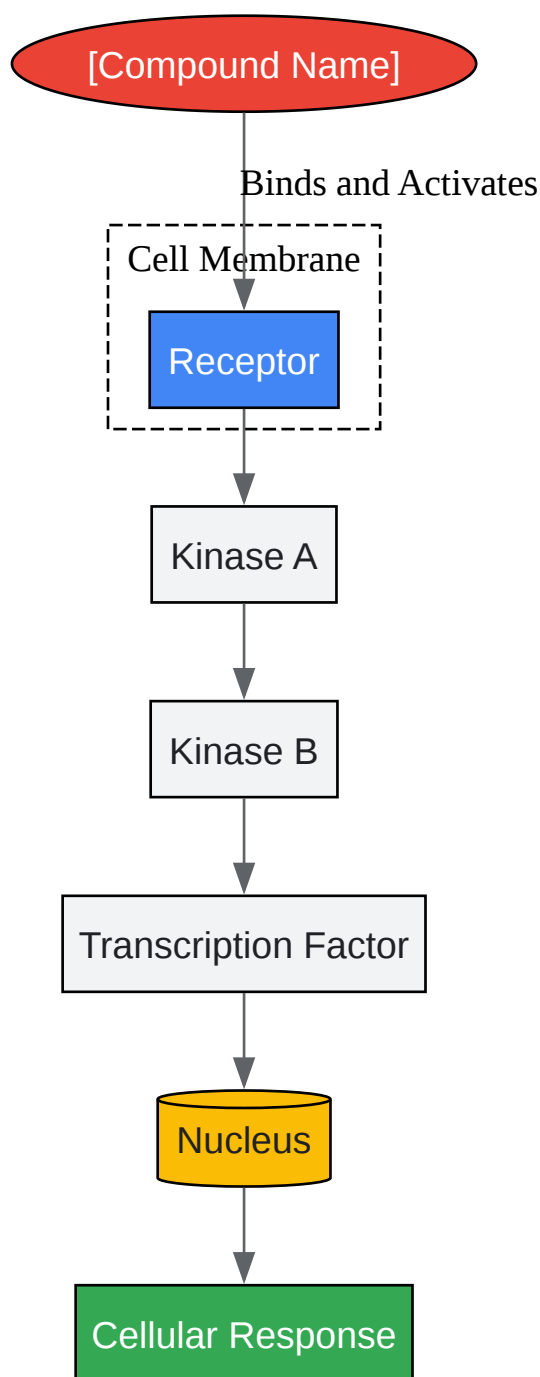 [Compound Name]
Binds and Activates
Cell Membrane
Receptor
Kinase A
Kinase B
Transcription Factor
Nucleus
Cellular Response